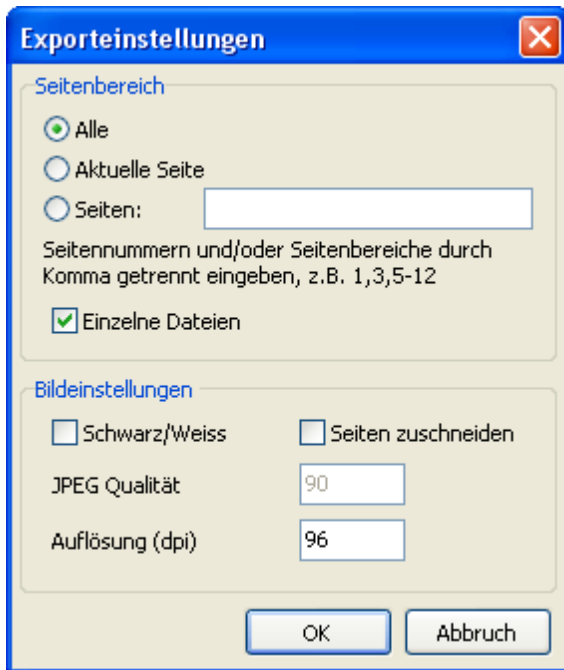 Exporteinstellungen
Seitenbereich
Alle
Aktuelle Seite
Seiten:
Seitennummern und/oder Seitenbereiche durch
Komma getrennt eingeben, z.B. 1,3,5-12
Einzelne Dateien
Bildeinstellungen
Schwarz/Weiss Seiten zuschneiden
JPEG Qualität 90
Auflösung (dpi) 96
OK Abbruch